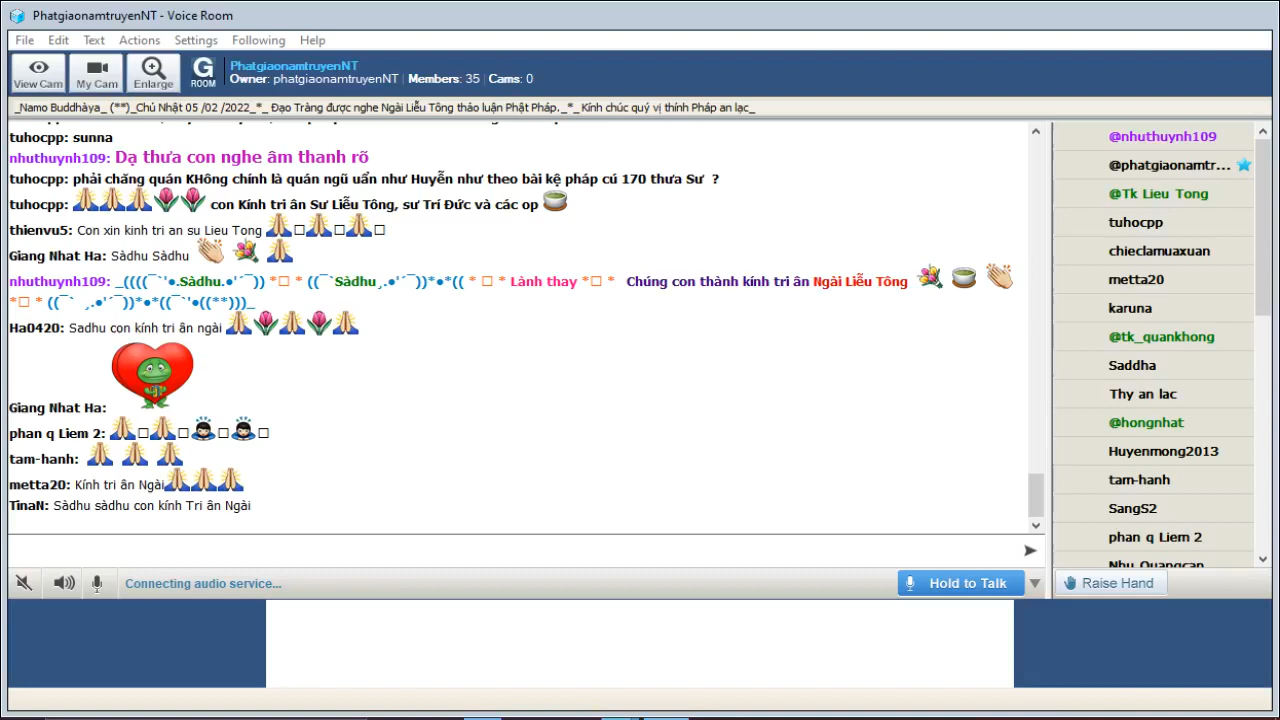 PhatgiaonamtruyenNT - Voice Room
File Edit Text Actions Settings Following Help
View Cam My Cam Enlarge G ROOM
PhatgiaonamtruyenNT
Owner: phatgiaonamtruyenNT | Members: 35 | Cams: 0
_Namo Buddhàya_ (**)_Chủ Nhật 05 /02 /2022_*_ Đạo Tràng được nghe Ngài Liễu Tông thảo luận Phật Pháp._*_ Kính chúc quý vị thính Pháp an lạc_
tuhocpp: sunna
nhuthuynh109: Dạ thưa con nghe âm thanh rõ
tuhocpp: phải chăng quán KHông chính là quán ngũ uẩn như Huyễn như theo bài kệ pháp cú 170 thưa Sư ?
tuhocpp: 🙏🙏🙏🌷🌷 con Kính tri ân Sư Liễu Tông, sư Trí Đức và các op 🍵
thienvu5: Con xin kinh tri an su Lieu Tong 🙏□🙏□🙏□
Giang Nhat Ha: Sàdhu Sàdhu 👏 💐 🙏
nhuthuynh109: _((((¯`'•.Sàdhu.•'´¯)) *□ * ((¯`Sàdhu¸.•'´¯))*•*(( * □ * Lành thay *□ * Chúng con thành kính tri ân Ngài Liễu Tông 💐 🍵 👏
*□ * ((¯` ¸.•'´¯))*•*((¯`'•((**)))_
Ha0420: Sadhu con kính tri ân ngài 🙏🌷🙏🌷🙏
Giang Nhat Ha:
phan q Liem 2: 🙏□🙏□🙇□🙇□
tam-hanh: 🙏 🙏 🙏
metta20: Kính tri ân Ngài🙏🙏🙏
TinaN: Sàdhu sàdhu con kính Tri ân Ngài
Connecting audio service...
Hold to Talk
@nhuthuynh109
@phatgiaonamtr...
@Tk Lieu Tong
tuhocpp
chieclamuaxuan
metta20
karuna
@tk_quankhong
Saddha
Thy an lac
@hongnhat
Huyenmong2013
tam-hanh
SangS2
phan q Liem 2
Nhu Quangcan
Raise Hand